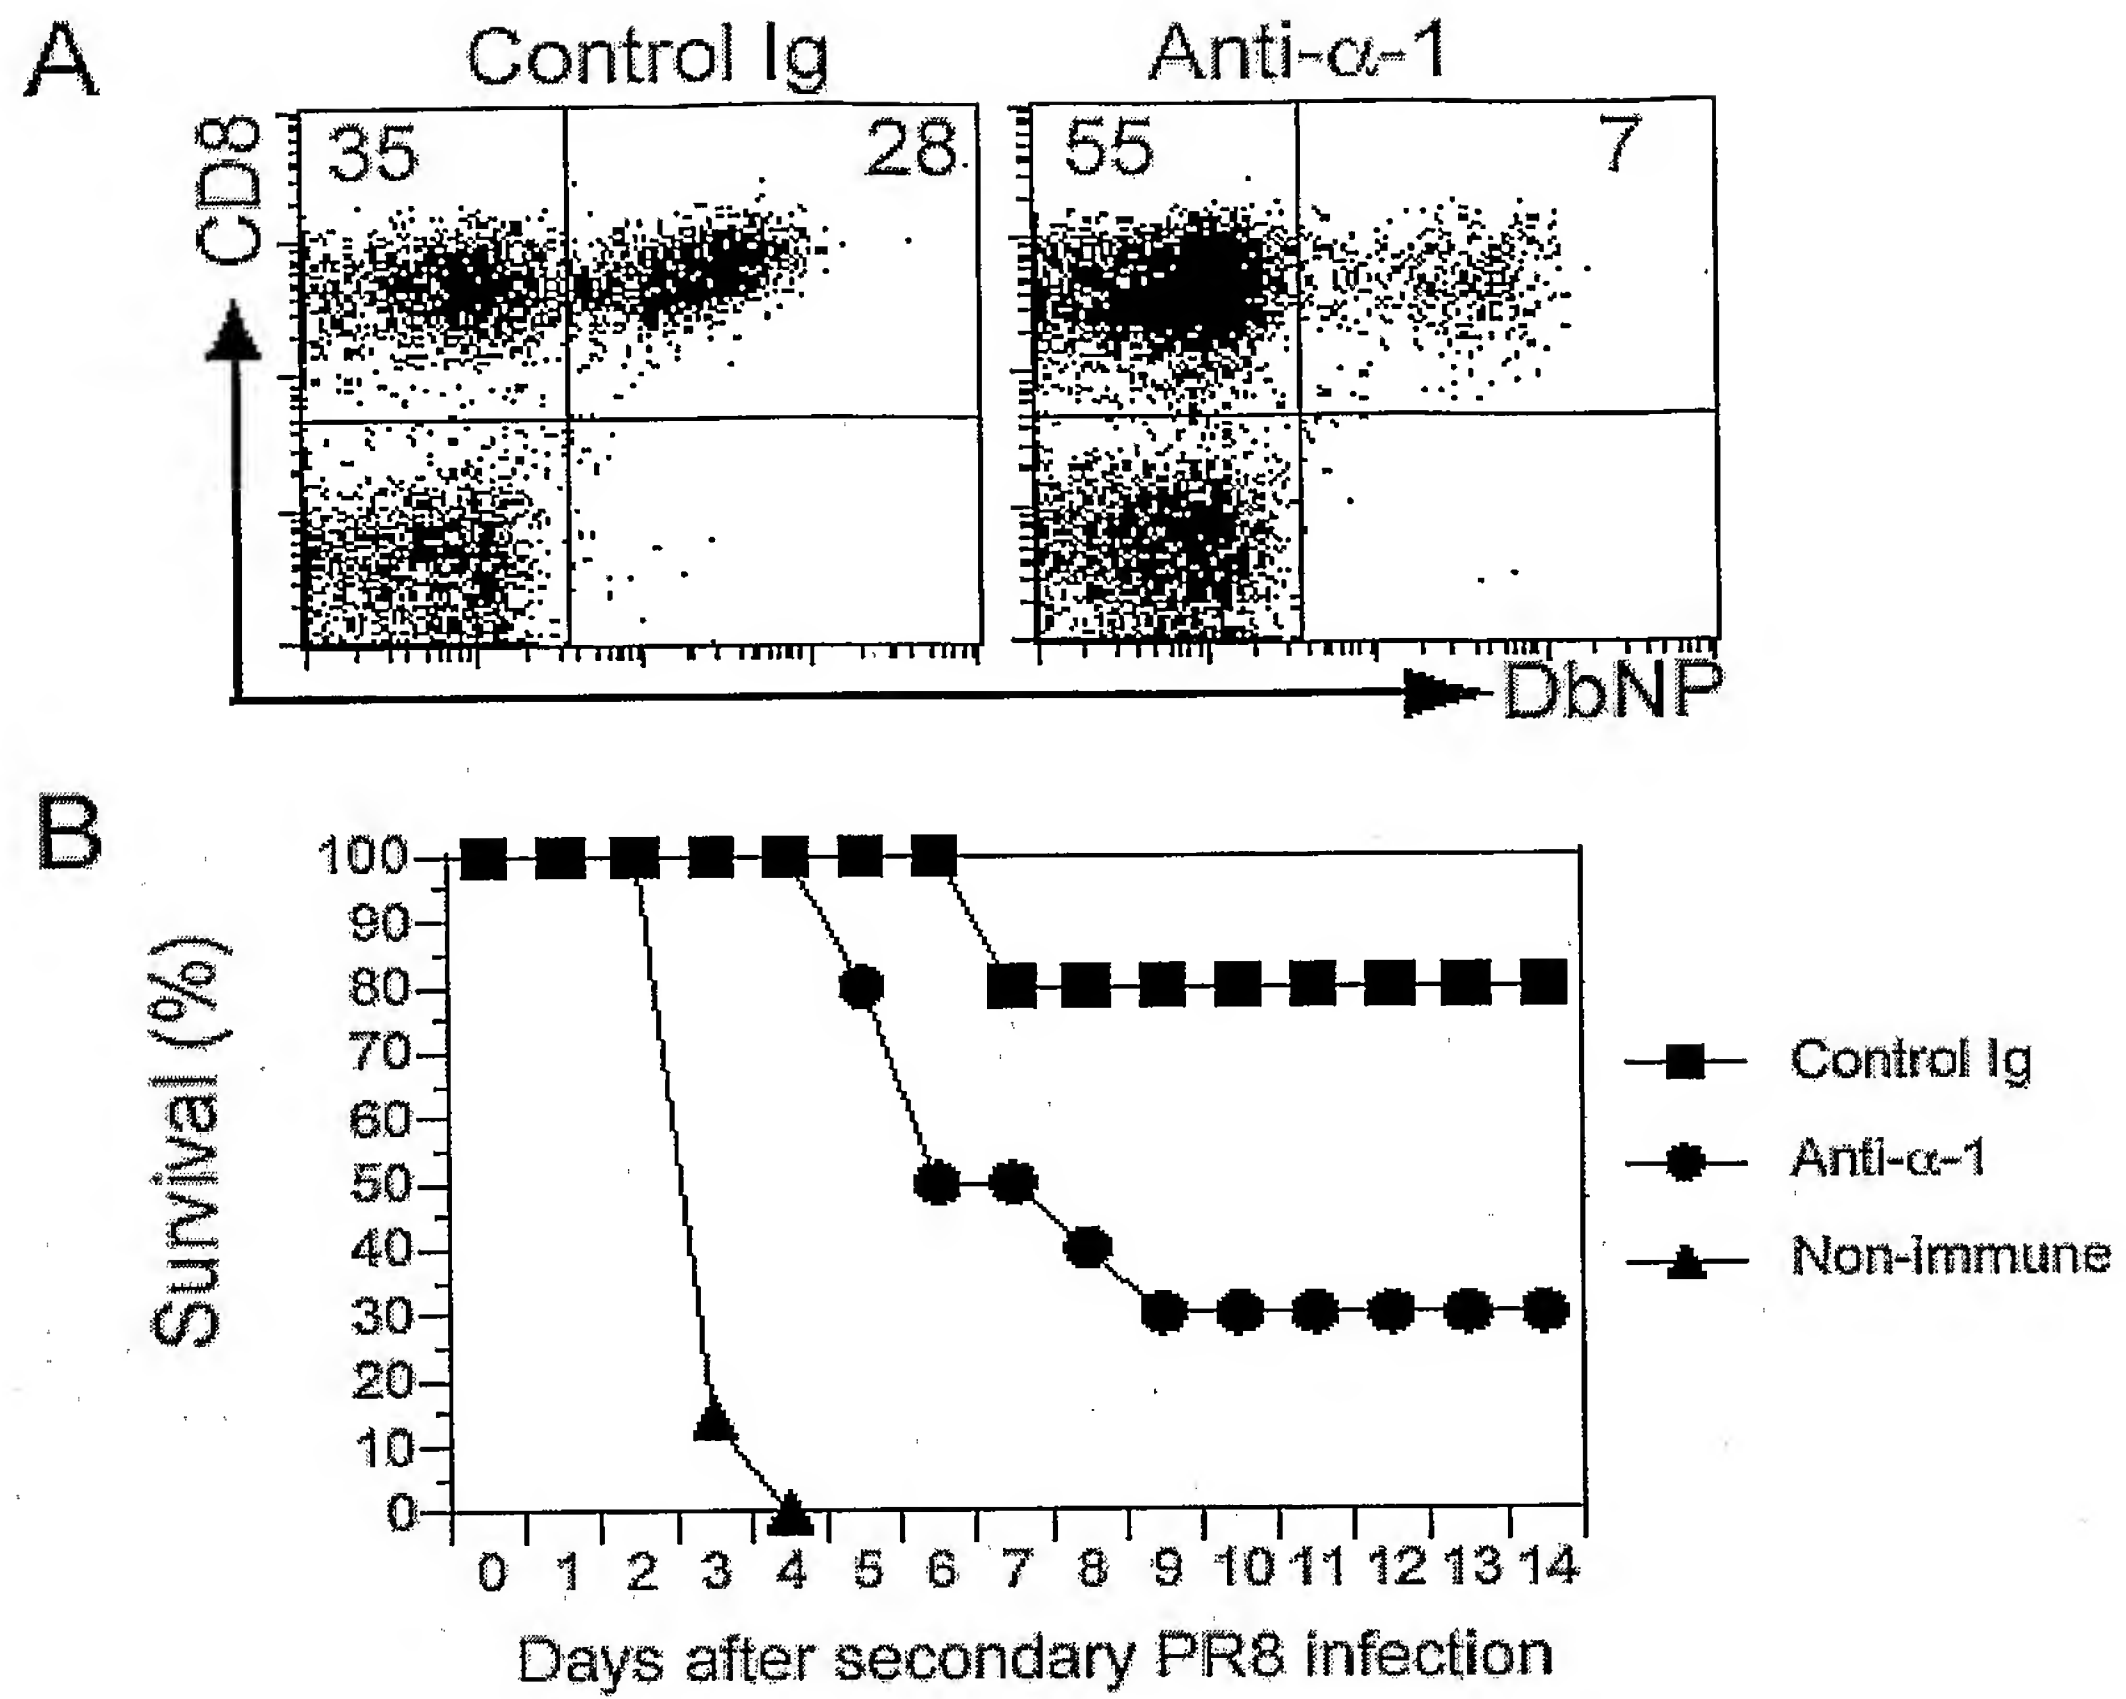 A
Control Ig
Anti-α-1
CD8
35
28
55
7
DbNP
B
Survival (%)
100
90
80
70
60
50
40
30
20
10
0
0 1 2 3 4 5 6 7 8 9 10 11 12 13 14
Days after secondary PR8 infection
Control Ig
Anti-α-1
Non-immune